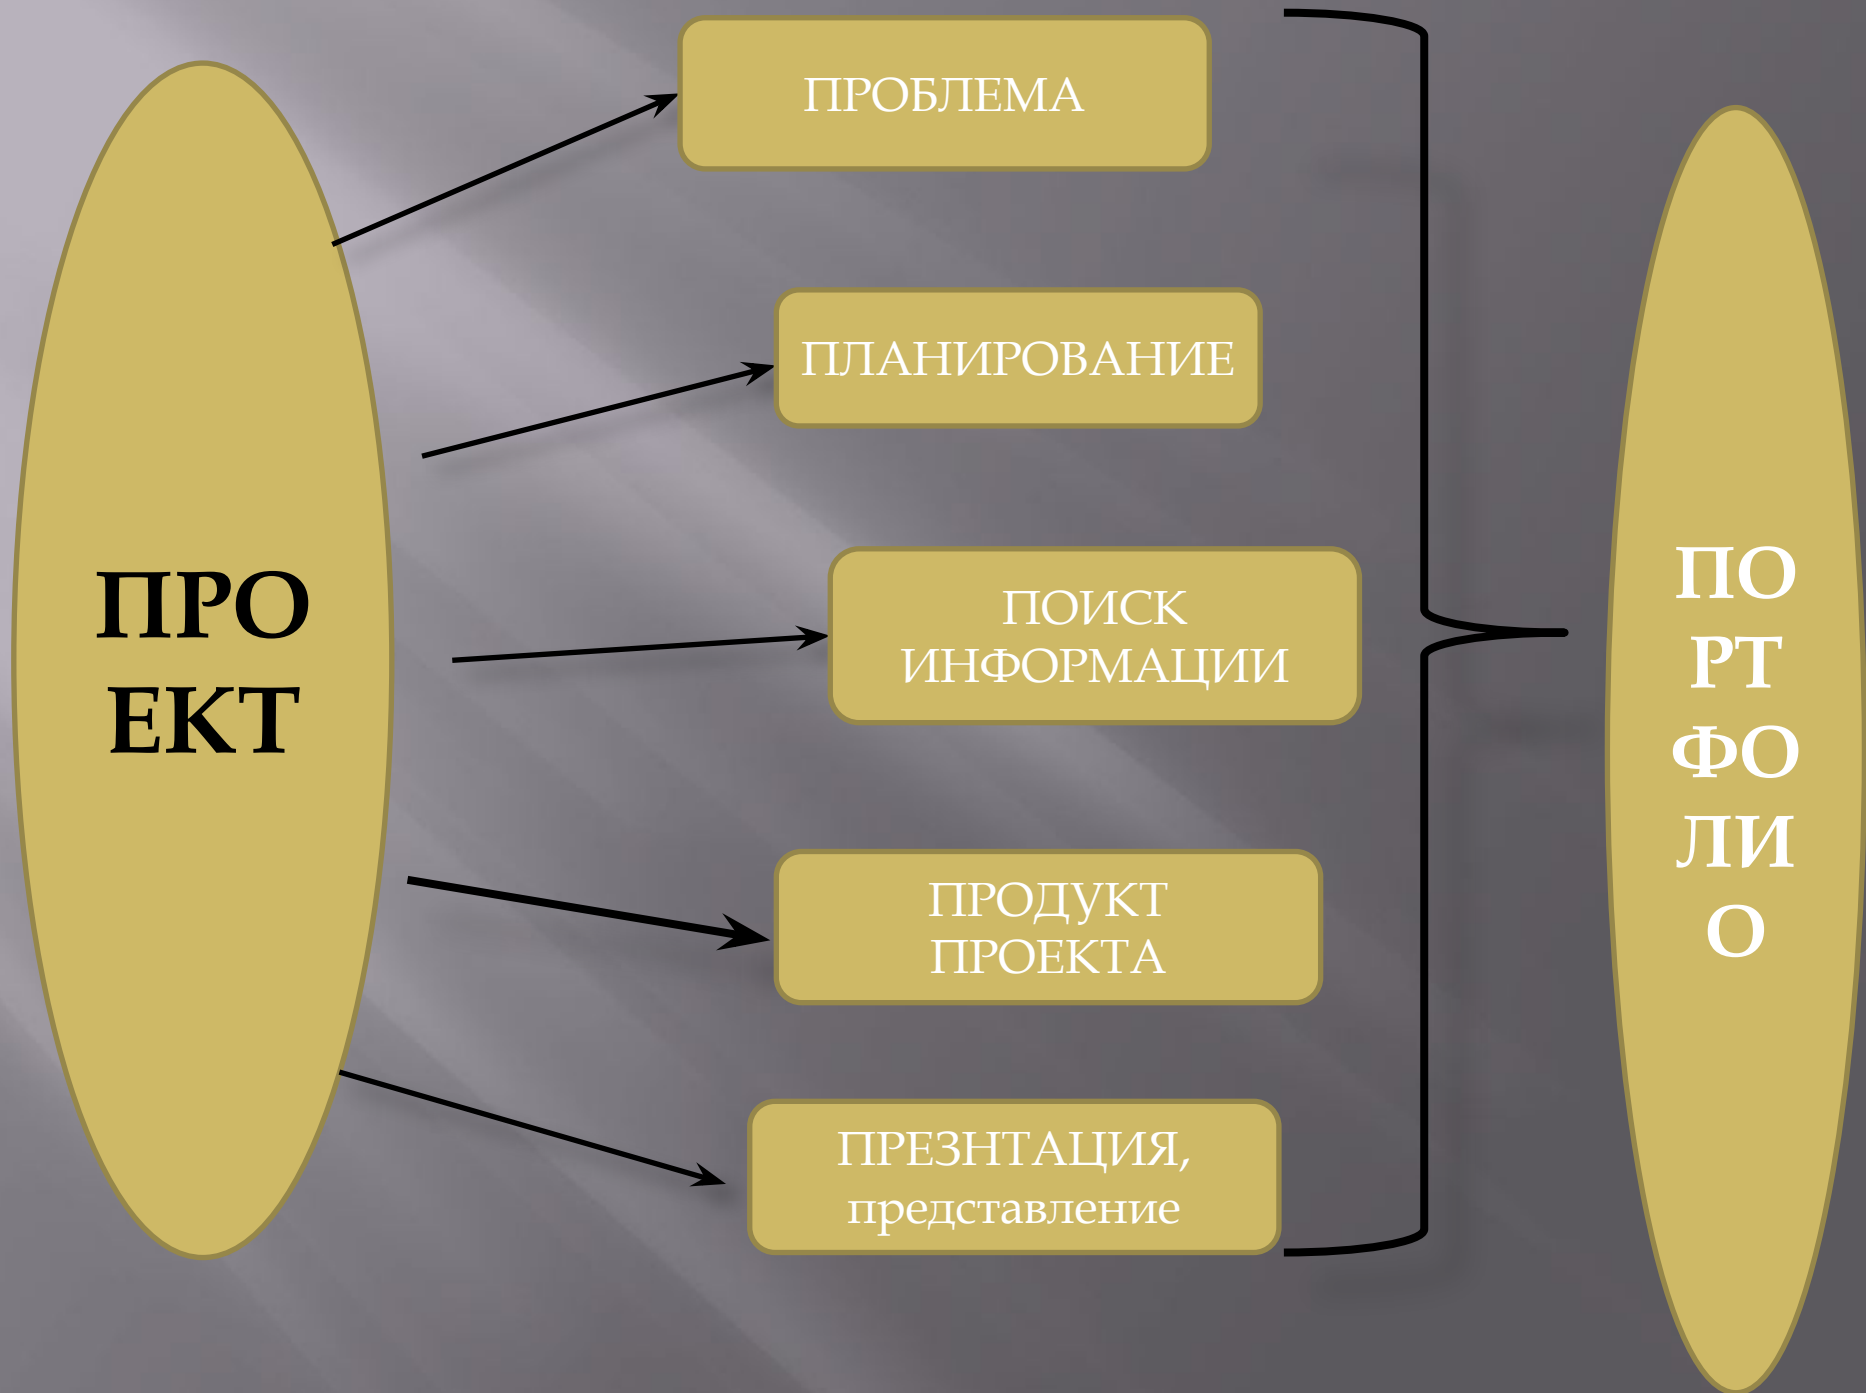 ПРО
ЕКТ
ПРОБЛЕМА
ПЛАНИРОВАНИЕ
ПОИСК
ИНФОРМАЦИИ
ПРОДУКТ
ПРОЕКТА
ПРЕЗНТАЦИЯ,
представление
ПО
РТ
ФО
ЛИ
О